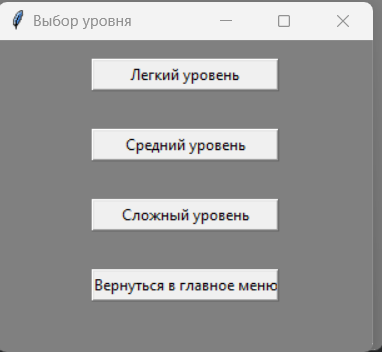 Выбор уровня
Легкий уровень
Средний уровень
Сложный уровень
Вернуться в главное меню